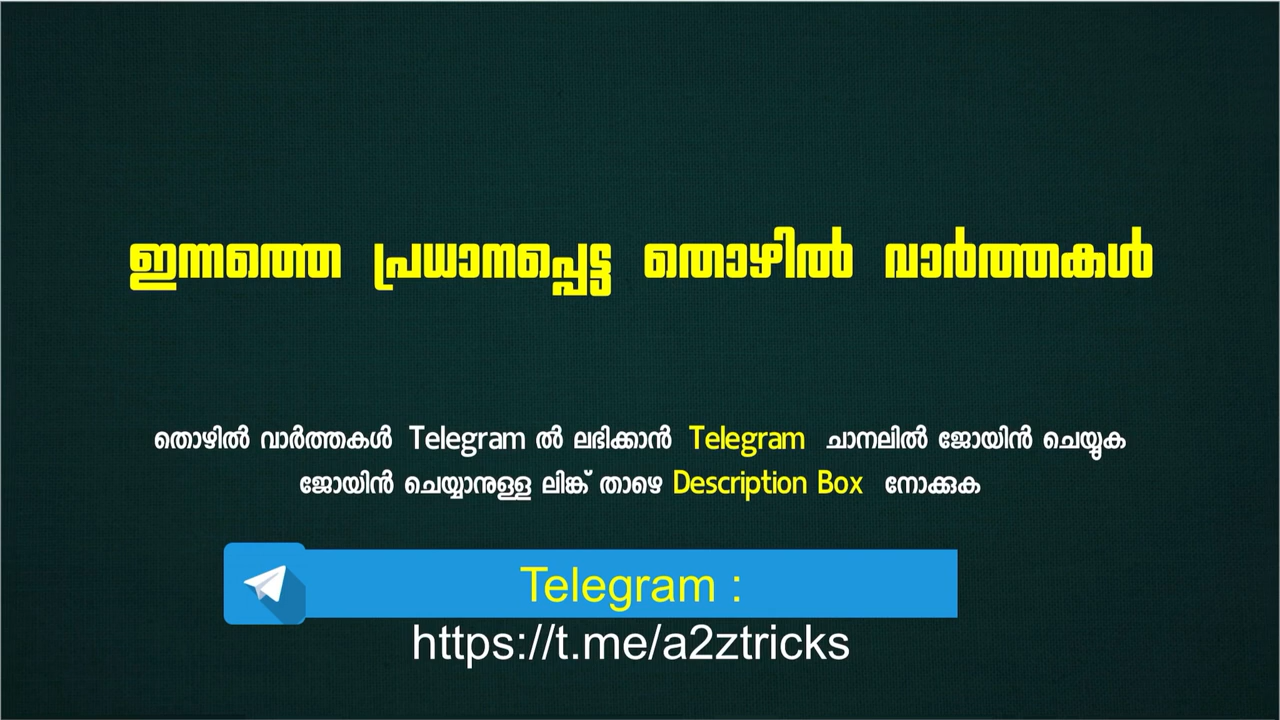 ഇന്നത്തെ പ്രധാനപ്പെട്ട തൊഴിൽ വാർത്തകൾ
തൊഴിൽ വാർത്തകൾ Telegram ൽ ലഭിക്കാൻ Telegram ചാനലിൽ ജോയിൻ ചെയ്യുക
ജോയിൻ ചെയ്യാനുള്ള ലിങ്ക് താഴെ Description Box നോക്കുക
Telegram :
https://t.me/a2ztricks